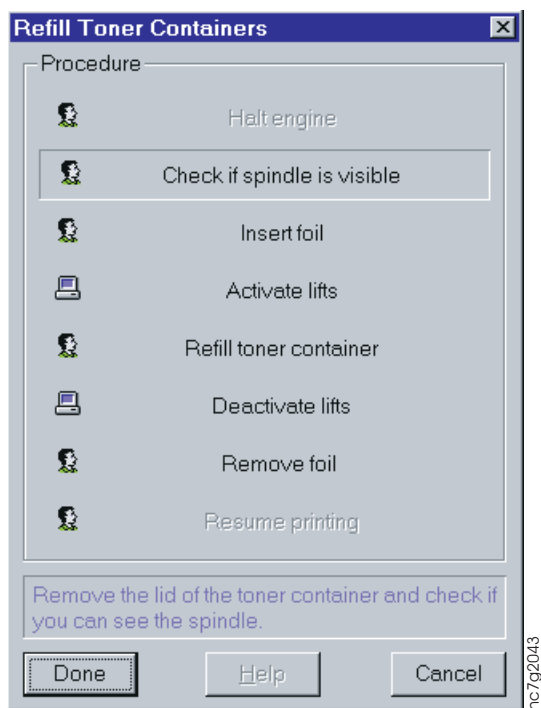 Refill Toner Containers
Procedure
Halt engine
Check if spindle is visible
Insert foil
Activate lifts
Refill toner container
Deactivate lifts
Remove foil
Resume printing
Remove the lid of the toner container and check if
you can see the spindle.
Done
Help
Cancel
hc7g2043